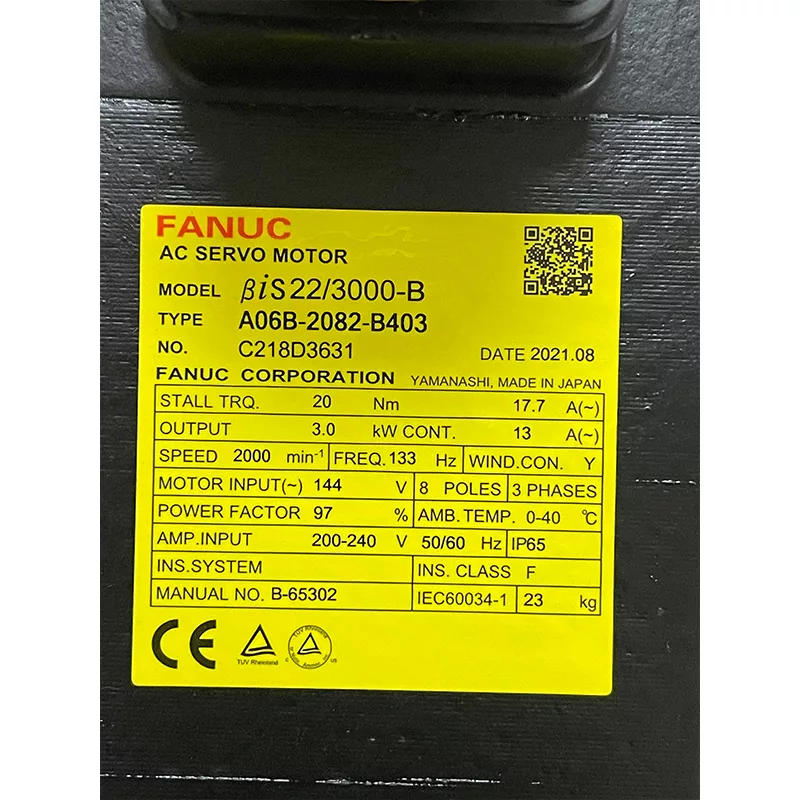 FANUC
AC SERVO MOTOR
MODEL βiS22/3000-B
TYPE A06B-2082-B403
NO. C218D3631 DATE 2021.08
FANUC CORPORATION YAMANASHI, MADE IN JAPAN
STALL TRQ. 20 Nm 17.7 A(~)
OUTPUT 3.0 kW CONT. 13 A(~)
SPEED 2000 min-1 FREQ. 133 Hz WIND.CON. Y
MOTOR INPUT(~) 144 V 8 POLES 3 PHASES
POWER FACTOR 97 % AMB.TEMP. 0-40 ℃
AMP.INPUT 200-240 V 50/60 Hz IP65
INS.SYSTEM INS. CLASS F
MANUAL NO. B-65302 IEC60034-1 23 kg
CE
TUV Rheinland
TUV Rheinland
C US